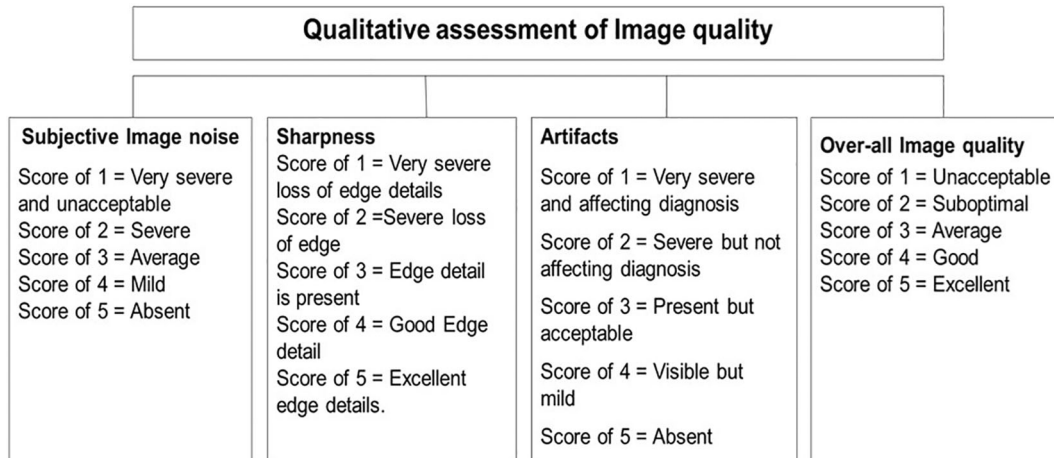 Qualitative assessment of Image quality
Subjective Image noise
Score of 1 = Very severe
and unacceptable
Score of 2 = Severe
Score of 3 = Average
Score of 4 = Mild
Score of 5 = Absent
Sharpness
Score of 1 = Very severe
loss of edge details
Score of 2 =Severe loss
of edge
Score of 3 = Edge detail
is present
Score of 4 = Good Edge
detail
Score of 5 = Excellent
edge details.
Artifacts
Score of 1 = Very severe
and affecting diagnosis
Score of 2 = Severe but not
affecting diagnosis
Score of 3 = Present but
acceptable
Score of 4 = Visible but
mild
Score of 5 = Absent
Over-all Image quality
Score of 1 = Unacceptable
Score of 2 = Suboptimal
Score of 3 = Average
Score of 4 = Good
Score of 5 = Excellent